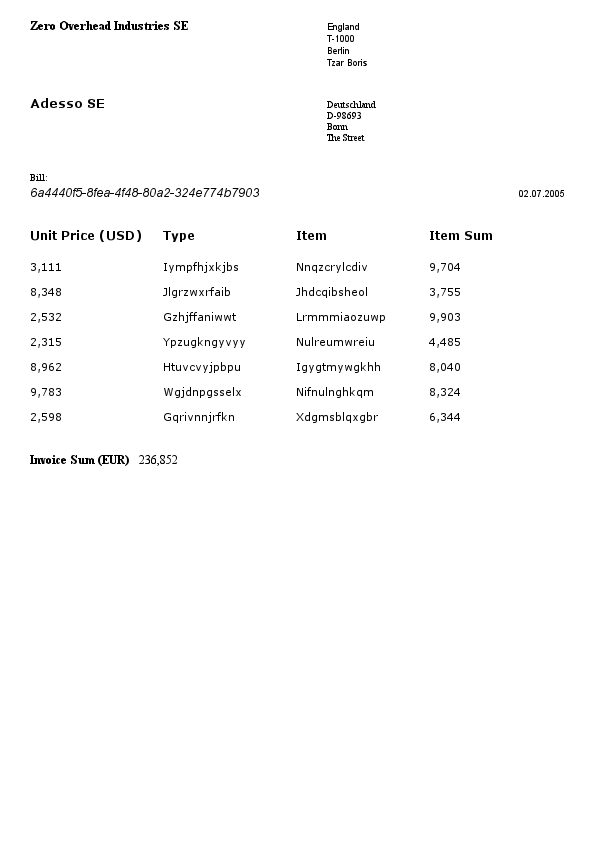 Zero Overhead Industries SE
England
T-1000
Berlin
Tzar Boris
Adesso SE
Deutschland
D-98693
Bonn
The Street
Bill:
6a4440f5-8fea-4f48-80a2-324e774b7903 02.07.2005
Unit Price (USD) Type Item Item Sum
3,111 Iympfhjxkjbs Nnqzcrylcdiv 9,704
8,348 Jlgrzwxrfaib Jhdcqibsheol 3,755
2,532 Gzhjffaniwwt Lrmmmiaozuwp 9,903
2,315 Ypzugkngyvyy Nulreumwreiu 4,485
8,962 Htuvcvyjpbpu Igygtmywgkhh 8,040
9,783 Wgjdnpgsselx Nifnulnghkqm 8,324
2,598 Gqrivnnjrfkn Xdgmsblqxgbr 6,344
Invoice Sum (EUR) 236,852